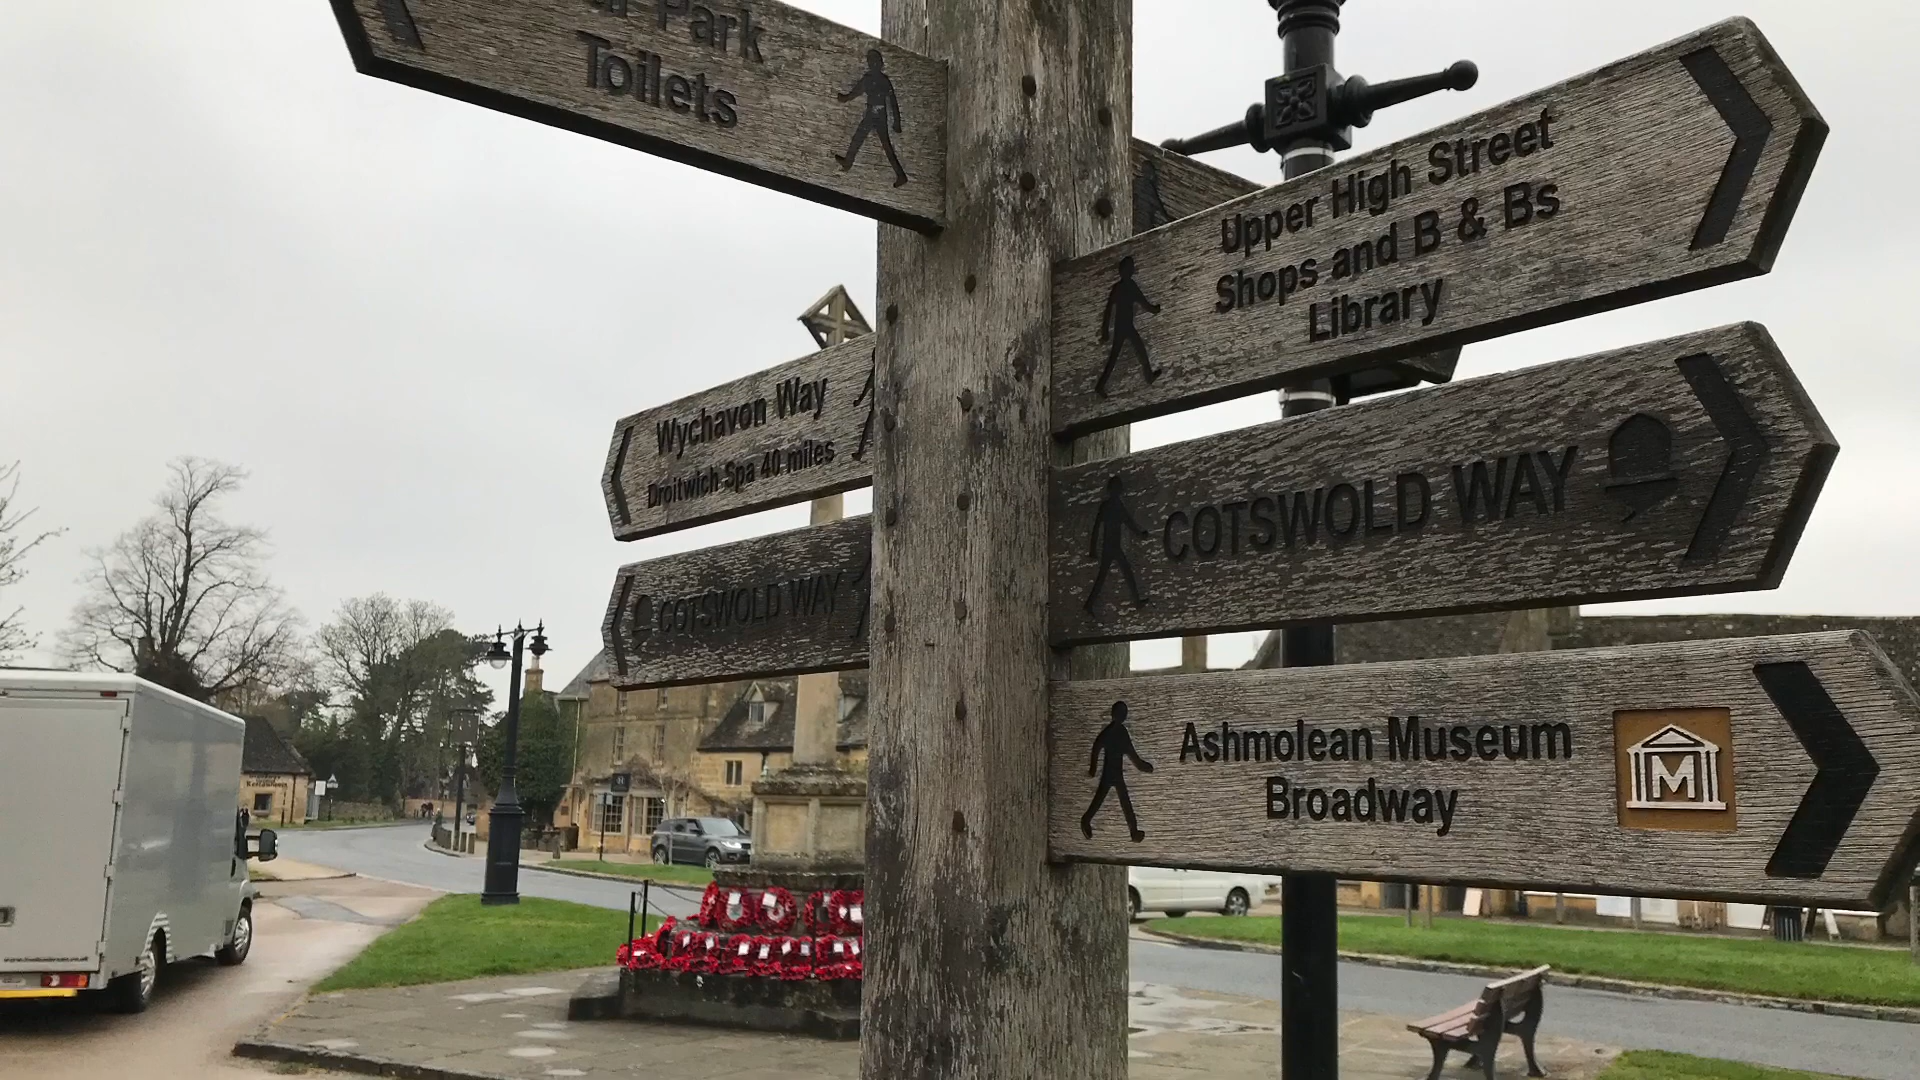 Park
Toilets
Upper High Street
Shops and B & Bs
Library
Wychavon Way
Droitwich Spa 40 miles
COTSWOLD WAY
COTSWOLD WAY
Ashmolean Museum
Broadway
M